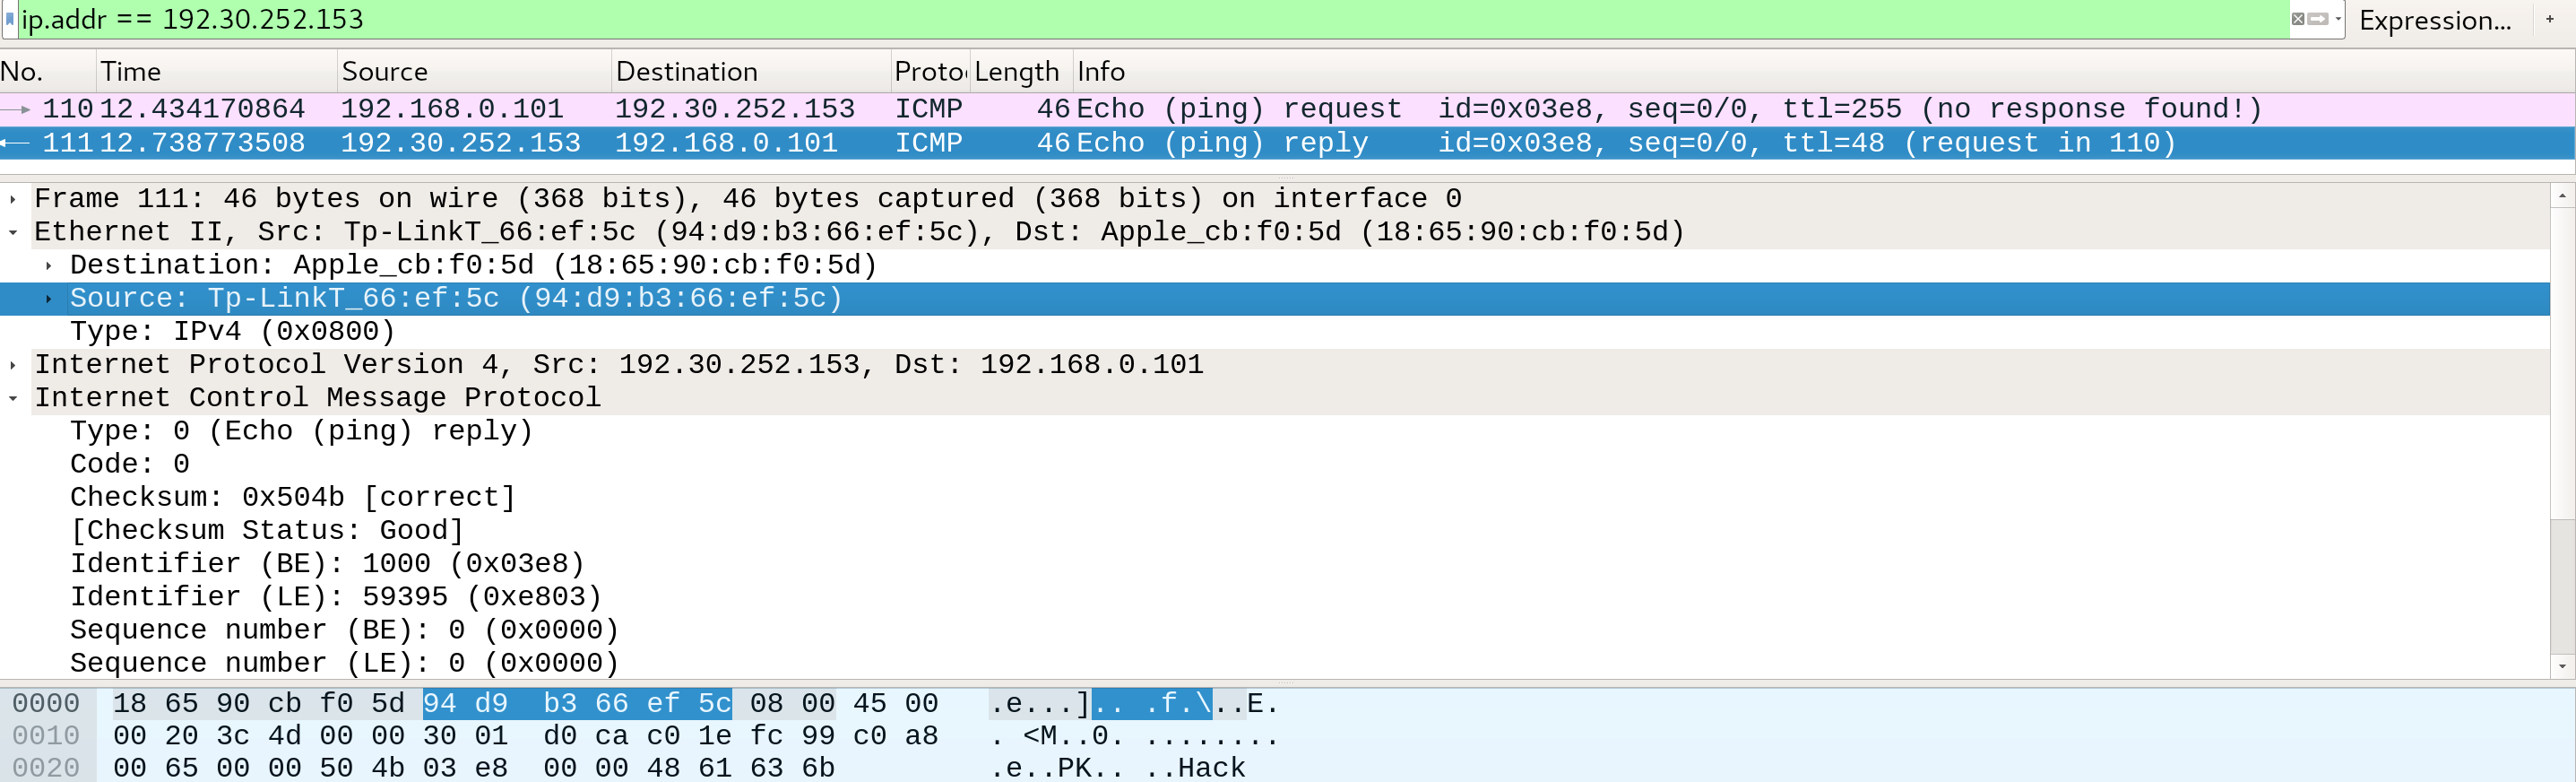 ip.addr == 192.30.252.153 Expression... +
No. Time Source Destination Proto Length Info
110 12.434170864 192.168.0.101 192.30.252.153 ICMP 46 Echo (ping) request id=0x03e8, seq=0/0, ttl=255 (no response found!)
111 12.738773508 192.30.252.153 192.168.0.101 ICMP 46 Echo (ping) reply id=0x03e8, seq=0/0, ttl=48 (request in 110)
Frame 111: 46 bytes on wire (368 bits), 46 bytes captured (368 bits) on interface 0
Ethernet II, Src: Tp-LinkT_66:ef:5c (94:d9:b3:66:ef:5c), Dst: Apple_cb:f0:5d (18:65:90:cb:f0:5d)
Destination: Apple_cb:f0:5d (18:65:90:cb:f0:5d)
Source: Tp-LinkT_66:ef:5c (94:d9:b3:66:ef:5c)
Type: IPv4 (0x0800)
Internet Protocol Version 4, Src: 192.30.252.153, Dst: 192.168.0.101
Internet Control Message Protocol
Type: 0 (Echo (ping) reply)
Code: 0
Checksum: 0x504b [correct]
[Checksum Status: Good]
Identifier (BE): 1000 (0x03e8)
Identifier (LE): 59395 (0xe803)
Sequence number (BE): 0 (0x0000)
Sequence number (LE): 0 (0x0000)
0000 18 65 90 cb f0 5d 94 d9 b3 66 ef 5c 08 00 45 00 .e...].. .f.\..E.
0010 00 20 3c 4d 00 00 30 01 d0 ca c0 1e fc 99 c0 a8 . <M..0. ........
0020 00 65 00 00 50 4b 03 e8 00 00 48 61 63 6b .e..PK.. ..Hack